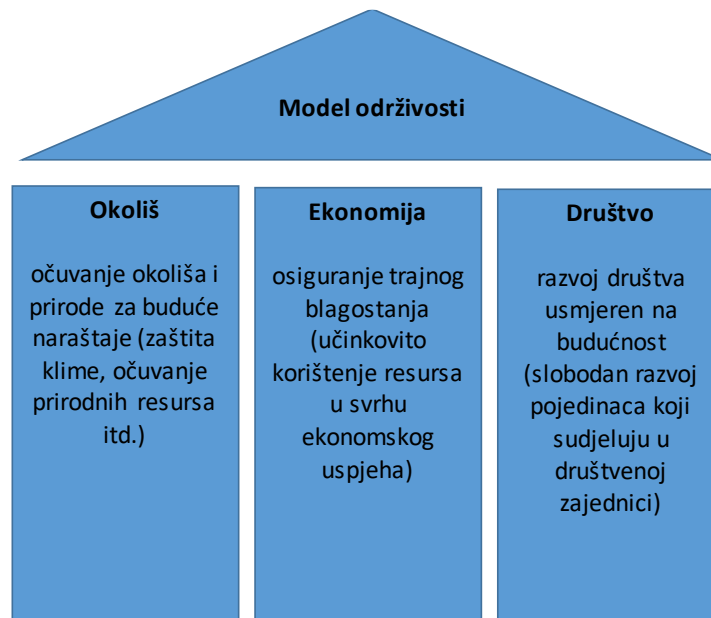 Model održivosti
Okoliš
očuvanje okoliša i
prirode za buduće
naraštaje (zaštita
klime, očuvanje
prirodnih resursa
itd.)
Ekonomija
osiguranje trajnog
blagostanja
(učinkovito
korištenje resursa
u svrhu
ekonomskog
uspjeha)
Društvo
razvoj društva
usmjeren na
budućnost
(slobodan razvoj
pojedinaca koji
sudjeluju u
društvenoj
zajednici)